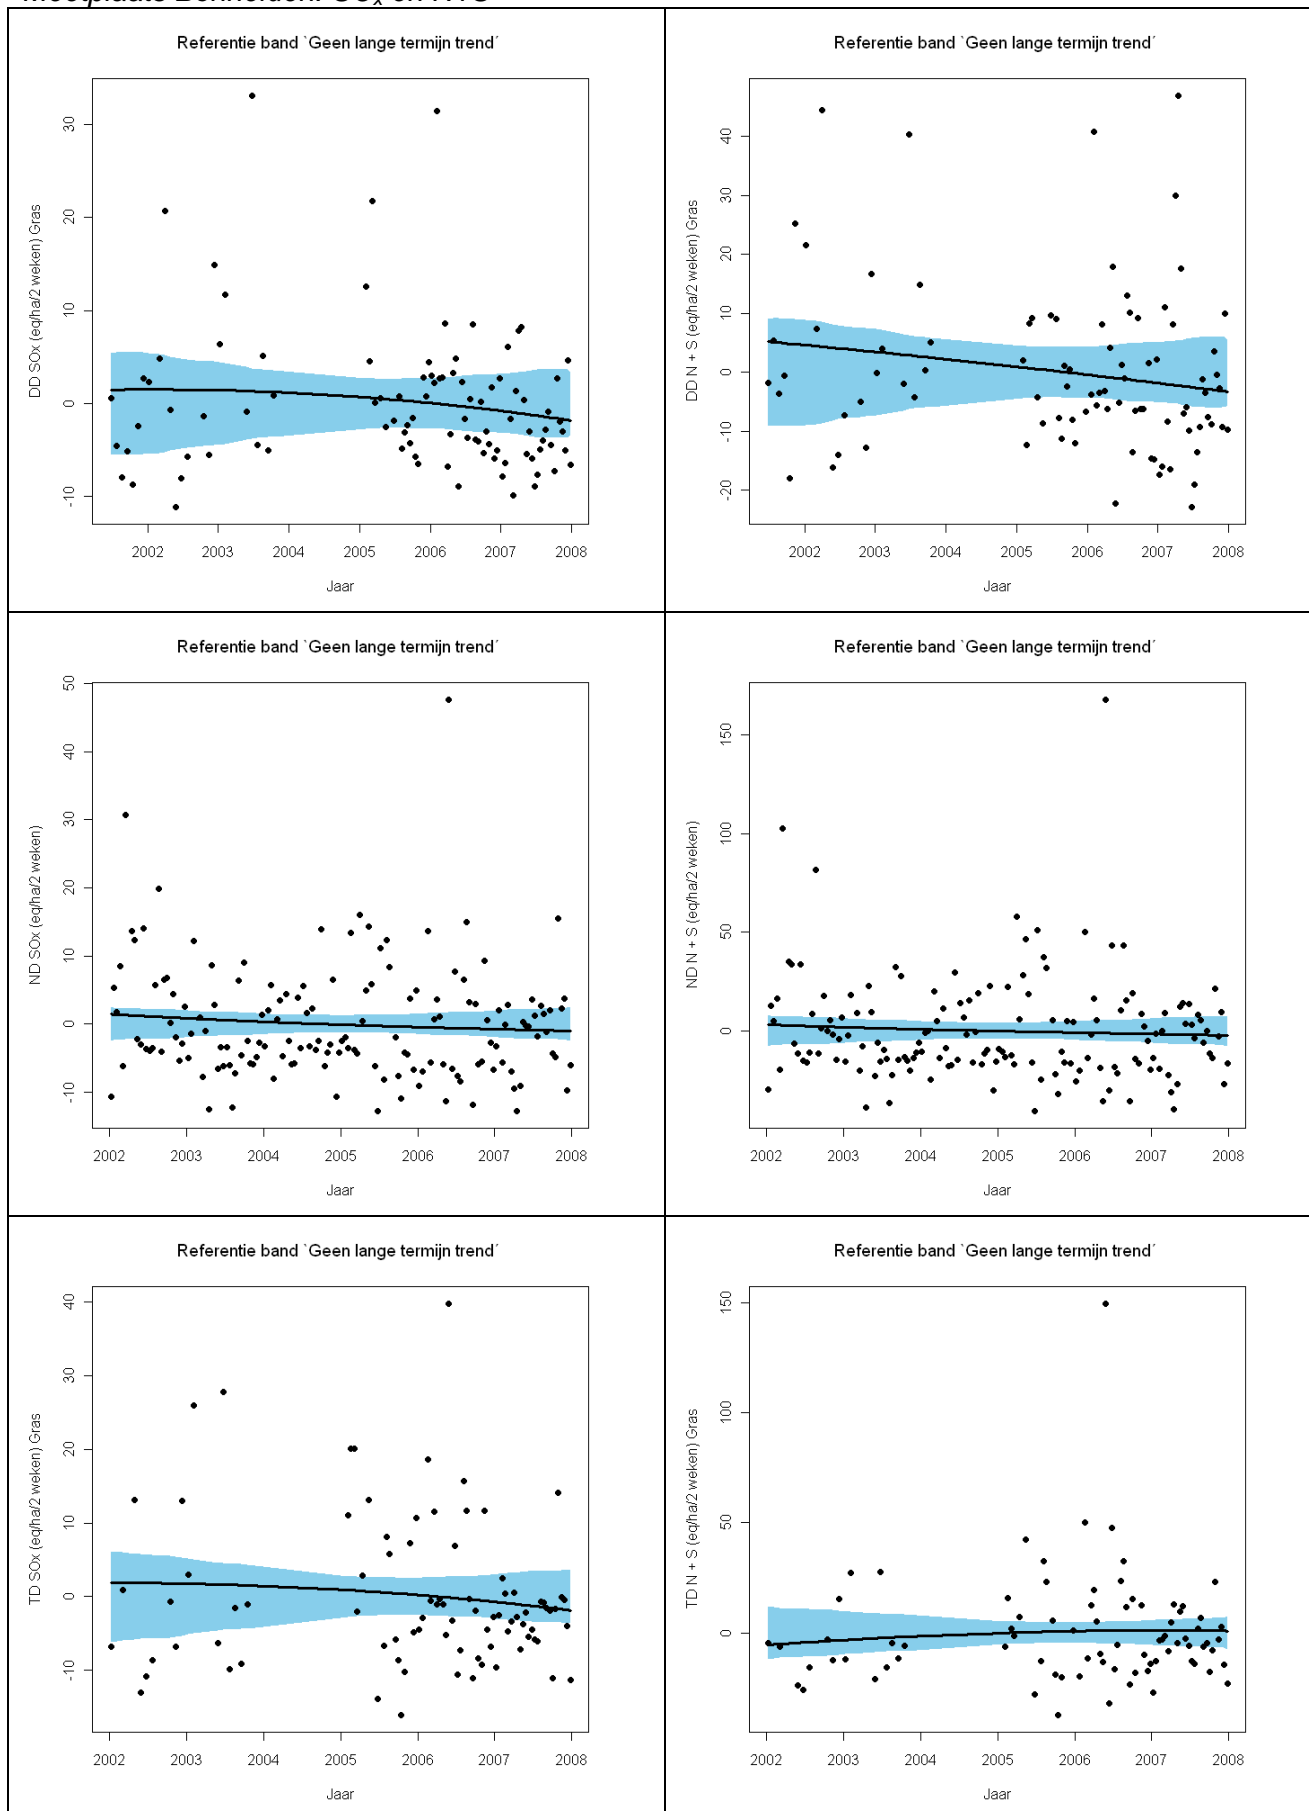 Referentie band `Geen lange termijn trend´
DD SOx (eq/ha/2 weken) Gras
30
20
10
0
-10
2002 2003 2004 2005 2006 2007 2008
Jaar
Referentie band `Geen lange termijn trend´
DD N + S (eq/ha/2 weken) Gras
40
30
20
10
0
-10
-20
2002 2003 2004 2005 2006 2007 2008
Jaar
Referentie band `Geen lange termijn trend´
ND SOx (eq/ha/2 weken)
50
40
30
20
10
0
-10
2002 2003 2004 2005 2006 2007 2008
Jaar
Referentie band `Geen lange termijn trend´
ND N + S (eq/ha/2 weken)
150
100
50
0
2002 2003 2004 2005 2006 2007 2008
Jaar
Referentie band `Geen lange termijn trend´
TD SOx (eq/ha/2 weken) Gras
40
30
20
10
0
-10
2002 2003 2004 2005 2006 2007 2008
Jaar
Referentie band `Geen lange termijn trend´
TD N + S (eq/ha/2 weken) Gras
150
100
50
0
2002 2003 2004 2005 2006 2007 2008
Jaar